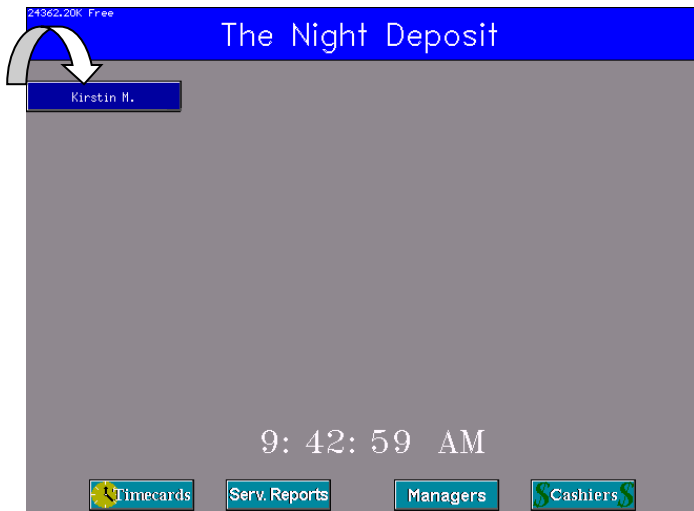 24362.20K Free
The Night Deposit
Kirstin M.
9: 42: 59 AM
Timecards
Serv. Reports
Managers
$Cashiers$